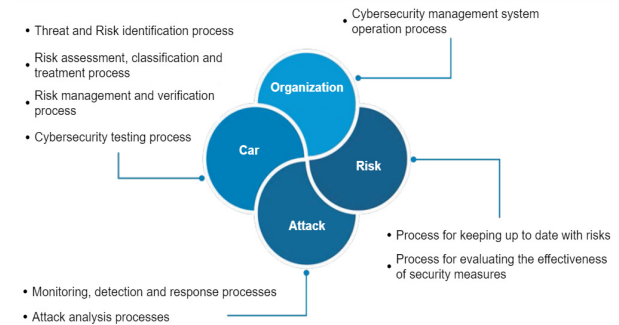 Cybersecurity management system
operation process
Threat and Risk identification process
Risk assessment, classification and
treatment process
Risk management and verification
process
Cybersecurity testing process
Organization
Car
Risk
Attack
Process for keeping up to date with risks
Process for evaluating the effectiveness
of security measures
Monitoring, detection and response processes
Attack analysis processes